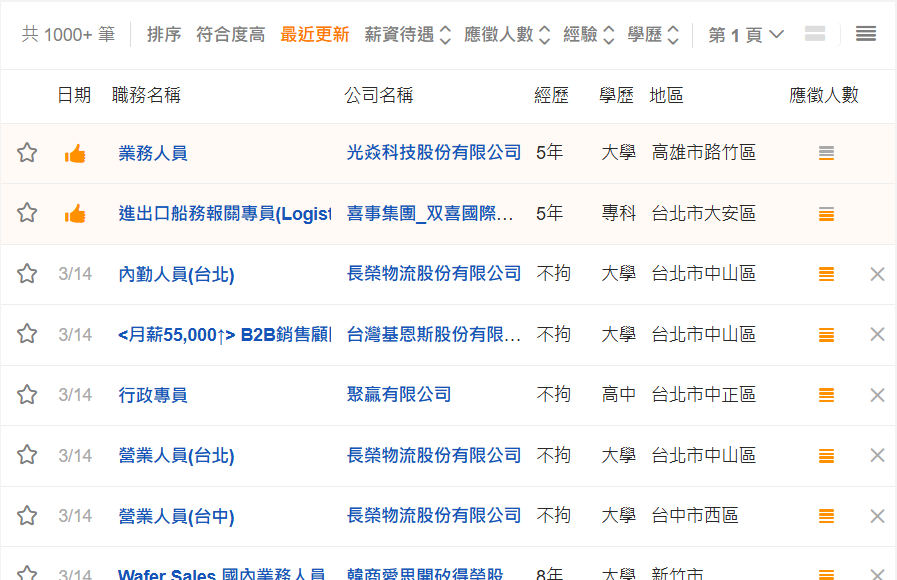 共 1000+ 筆 排序 符合度高 最近更新 薪資待遇 應徵人數 經驗 學歷 第 1 頁
日期 職務名稱 公司名稱 經歷 學歷 地區 應徵人數
業務人員 光焱科技股份有限公司 5年 大學 高雄市路竹區
進出口船務報關專員(Logist 喜事集團_双喜國際... 5年 專科 台北市大安區
3/14 內勤人員(台北) 長榮物流股份有限公司 不拘 大學 台北市中山區
3/14 <月薪55,000↑> B2B銷售顧 台灣基恩斯股份有限... 不拘 大學 台北市中山區
3/14 行政專員 聚贏有限公司 不拘 高中 台北市中正區
3/14 營業人員(台北) 長榮物流股份有限公司 不拘 大學 台北市中山區
3/14 營業人員(台中) 長榮物流股份有限公司 不拘 大學 台中市西區
3/14 Wafer Sales 國內業務人員 韓商愛思開矽得榮股 8年 大學 新竹市